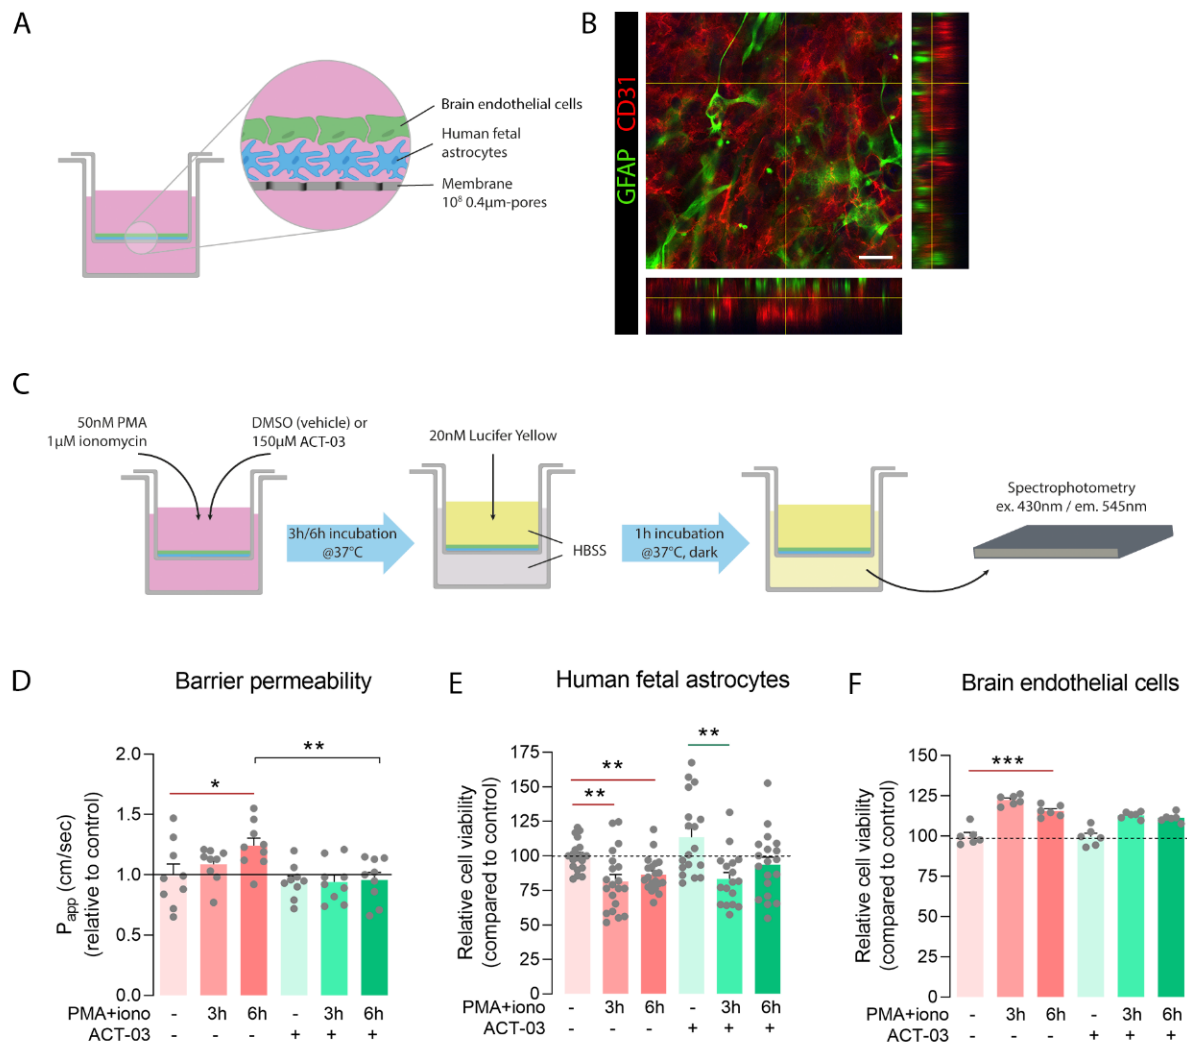 A
Brain endothelial cells
Human fetal
astrocytes
Membrane
10⁸ 0.4μm-pores
B
GFAP CD31
C
50nM PMA
1μM ionomycin
DMSO (vehicle) or
150μM ACT-03
3h/6h incubation
@37°C
20nM Lucifer Yellow
HBSS
1h incubation
@37°C, dark
Spectrophotometry
ex. 430nm / em. 545nm
D
Barrier permeability
Papp (cm/sec)
(relative to control)
2.0
1.5
1.0
0.5
0.0
*
**
PMA+iono - 3h 6h - 3h 6h
ACT-03 - - - + + +
E
Human fetal astrocytes
Relative cell viability
(compared to control)
175
150
125
100
75
50
25
0
**
**
**
PMA+iono - 3h 6h - 3h 6h
ACT-03 - - - + + +
F
Brain endothelial cells
Relative cell viability
(compared to control)
150
125
100
75
50
25
0
***
PMA+iono - 3h 6h - 3h 6h
ACT-03 - - - + + +